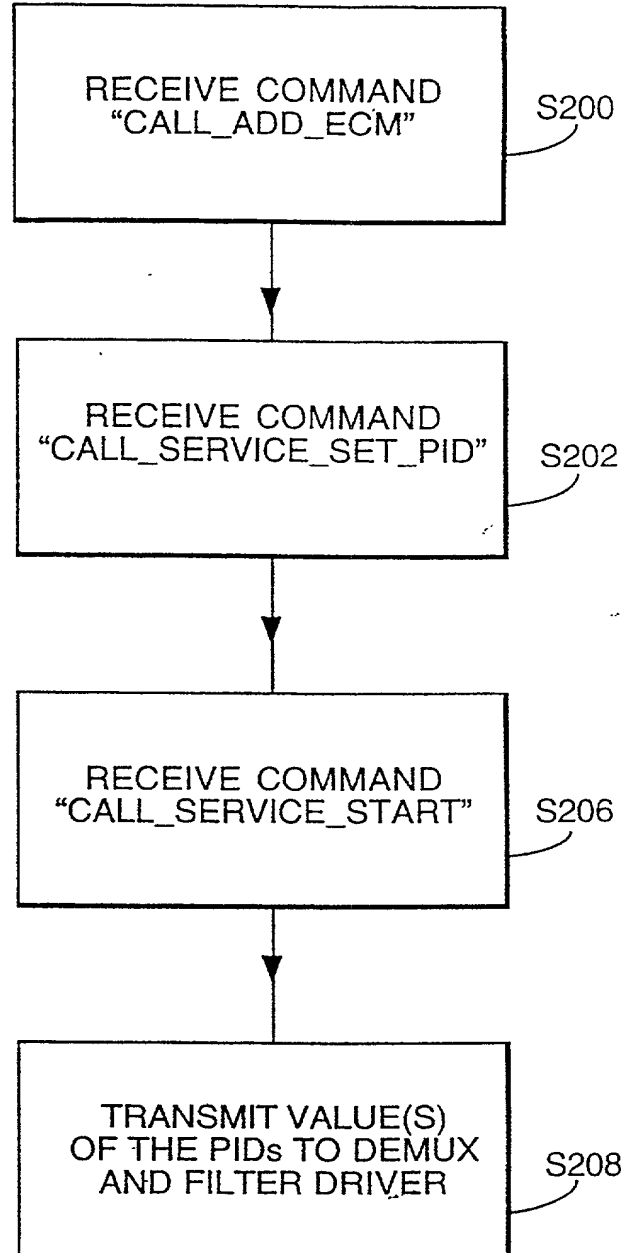 RECEIVE COMMAND
“CALL_ADD_ECM”
S200
RECEIVE COMMAND
“CALL_SERVICE_SET_PID”
S202
RECEIVE COMMAND
“CALL_SERVICE_START”
S206
TRANSMIT VALUE(S)
OF THE PIDs TO DEMUX
AND FILTER DRIVER
S208